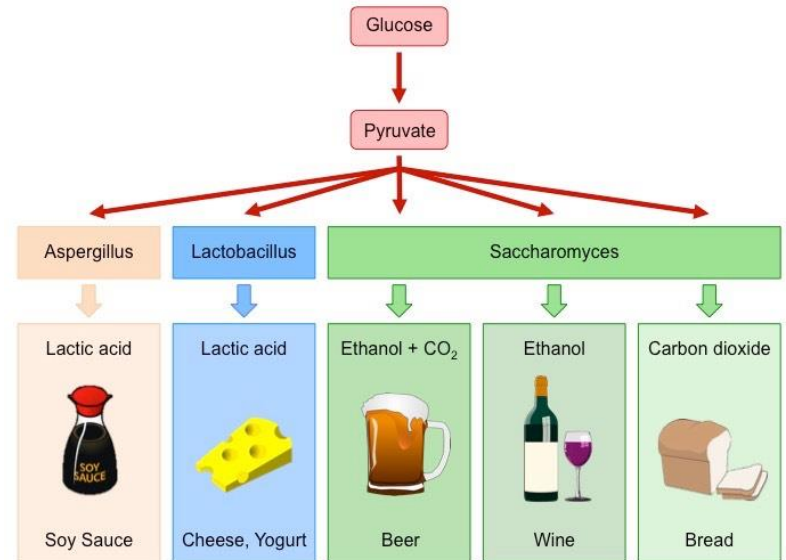 Glucose
Pyruvate
Aspergillus
Lactobacillus
Saccharomyces
Lactic acid
Lactic acid
Ethanol + CO₂
Ethanol
Carbon dioxide
SOY
SAUCE
Soy Sauce
Cheese, Yogurt
Beer
Wine
Bread